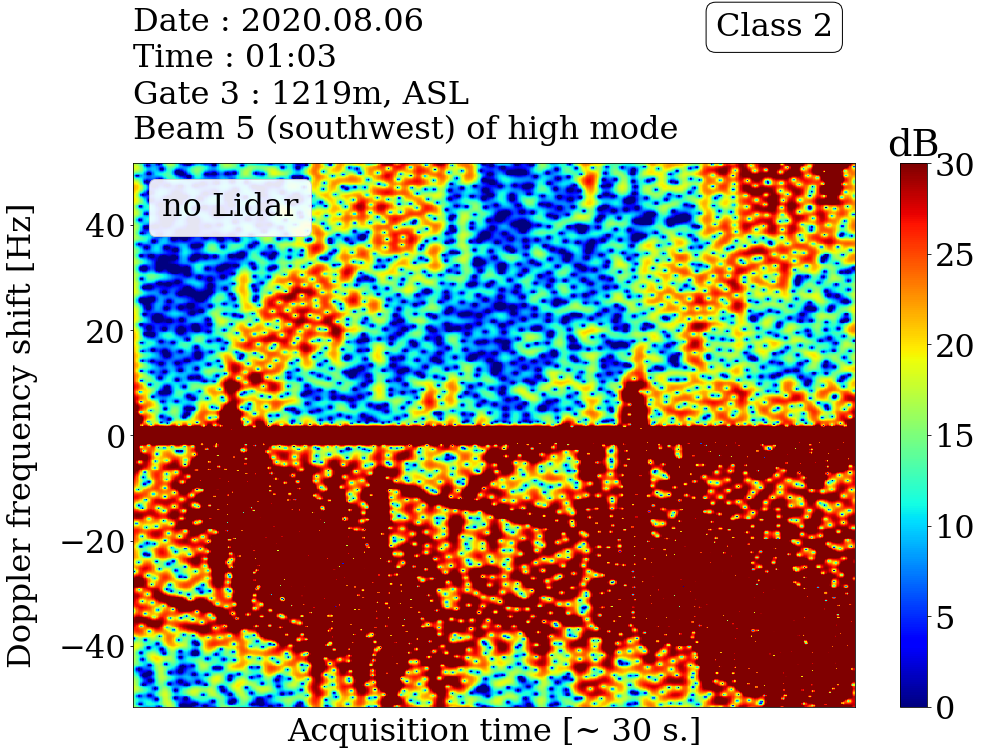 Date : 2020.08.06
Time : 01:03
Gate 3 : 1219m, ASL
Beam 5 (southwest) of high mode
Class 2
no Lidar
dB
30
25
20
15
10
5
0
Doppler frequency shift [Hz]
40
20
0
−20
−40
Acquisition time [~ 30 s.]